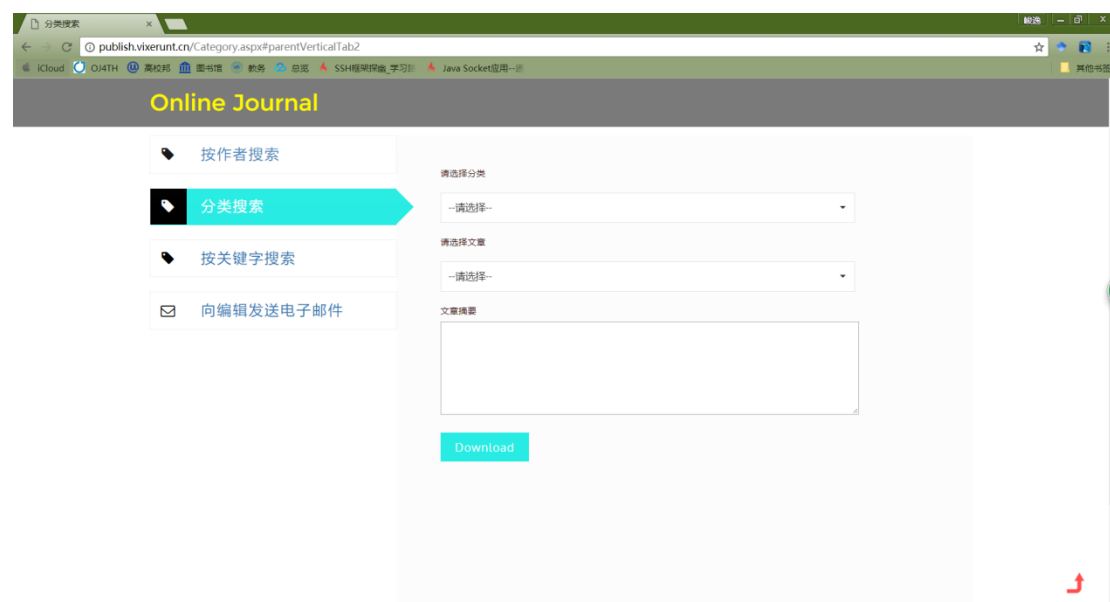 分类搜索
峻逸
publish.vixerunt.cn/Category.aspx#parentVerticalTab2
iCloud OJ4TH 高校邦 图书馆 教务 总览 SSH框架探幽_学习 Java Socket应用---
其他书签
Online Journal
按作者搜索
分类搜索
按关键字搜索
向编辑发送电子邮件
请选择分类
--请选择--
请选择文章
--请选择--
文章摘要
Download